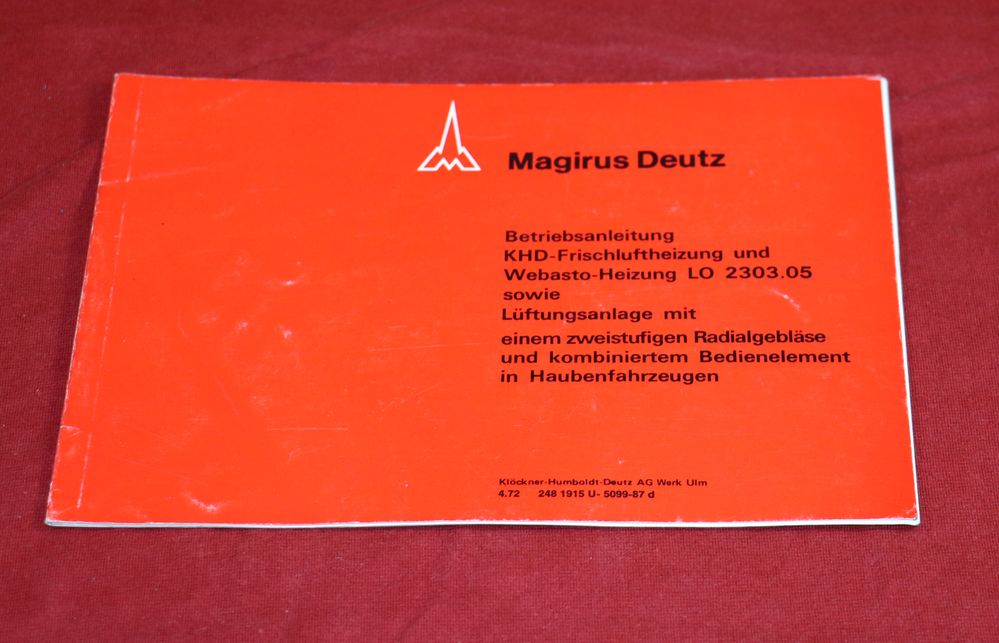 Magirus Deutz
Betriebsanleitung
KHD-Frischluftheizung und
Webasto-Heizung LO 2303.05
sowie
Lüftungsanlage mit
einem zweistufigen Radialgebläse
und kombiniertem Bedienelement
in Haubenfahrzeugen
Klöckner-Humboldt-Deutz AG Werk Ulm
4.72 248 1915 U- 5099-87 d